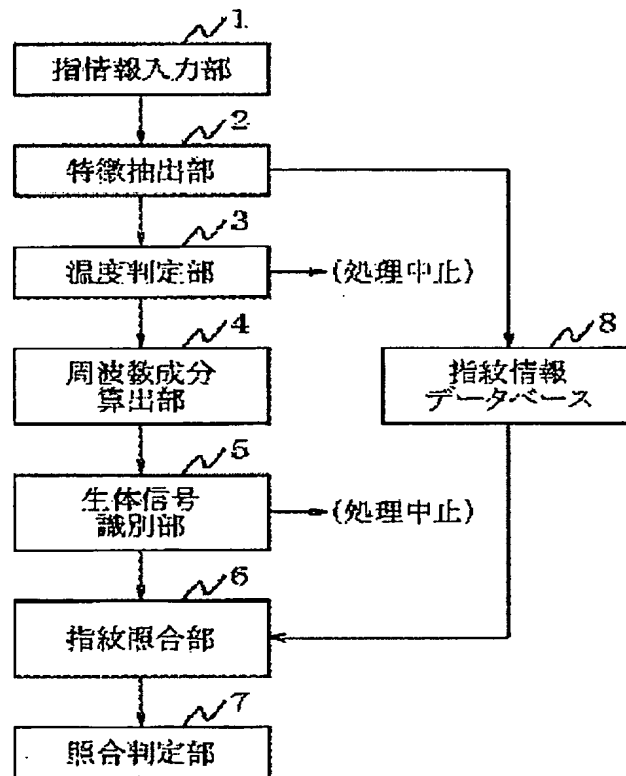 1
指情報入力部
2
特徴抽出部
3
温度判定部
(処理中止)
4
周波数成分
算出部
8
指紋情報
データベース
5
生体信号
識別部
(処理中止)
6
指紋照合部
7
照合判定部